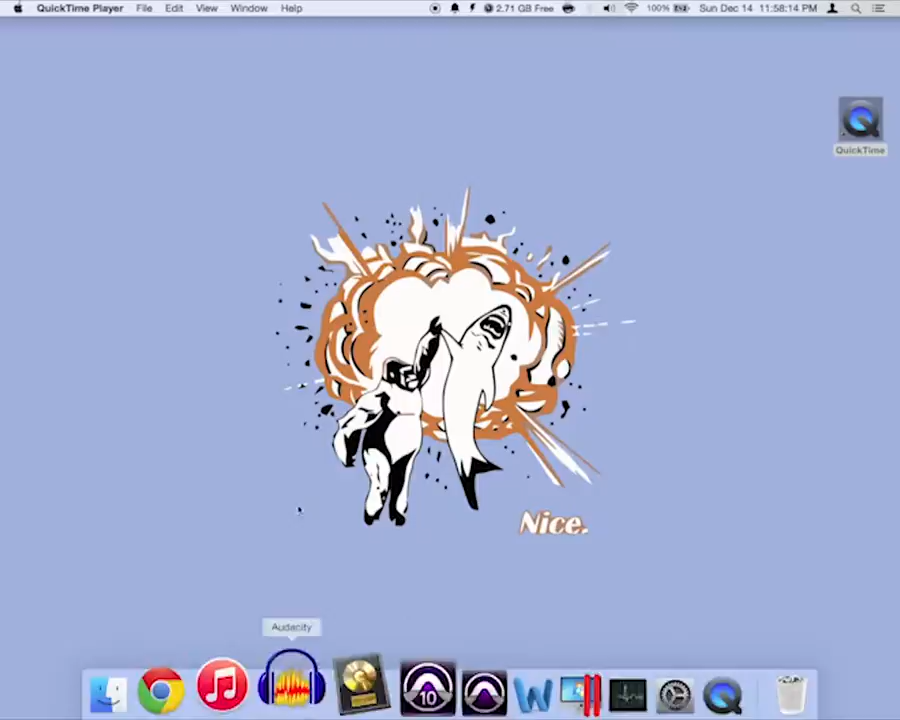 QuickTime Player File Edit View Window Help 2.71 GB Free 100% Sun Dec 14 11:58:14 PM
QuickTime
Nice.
Audacity
10
W